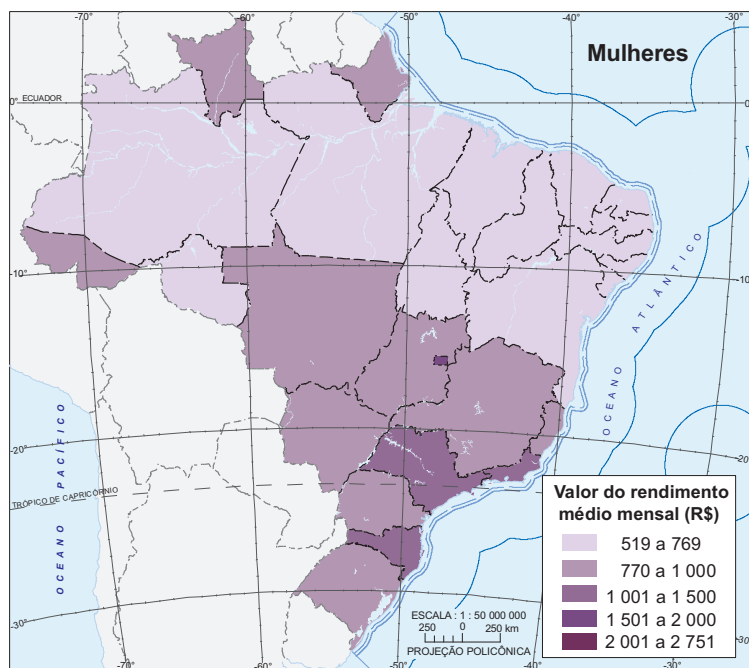 -70°
-60°
-50°
-40°
-30°
Mulheres
0°
ECUADOR
0°
-10°
-10°
OCEANO ATLÂNTICO
OCEANO PACÍFICO
-20°
-20°
TRÓPICO DE CAPRICÓRNIO
Valor do rendimento
médio mensal (R$)
519 a 769
770 a 1 000
1 001 a 1 500
1 501 a 2 000
2 001 a 2 751
ESCALA : 1 : 50 000 000
250 0 250 km
PROJEÇÃO POLICÔNICA
-30°
-30°
-70°
-60°
-50°
-40°